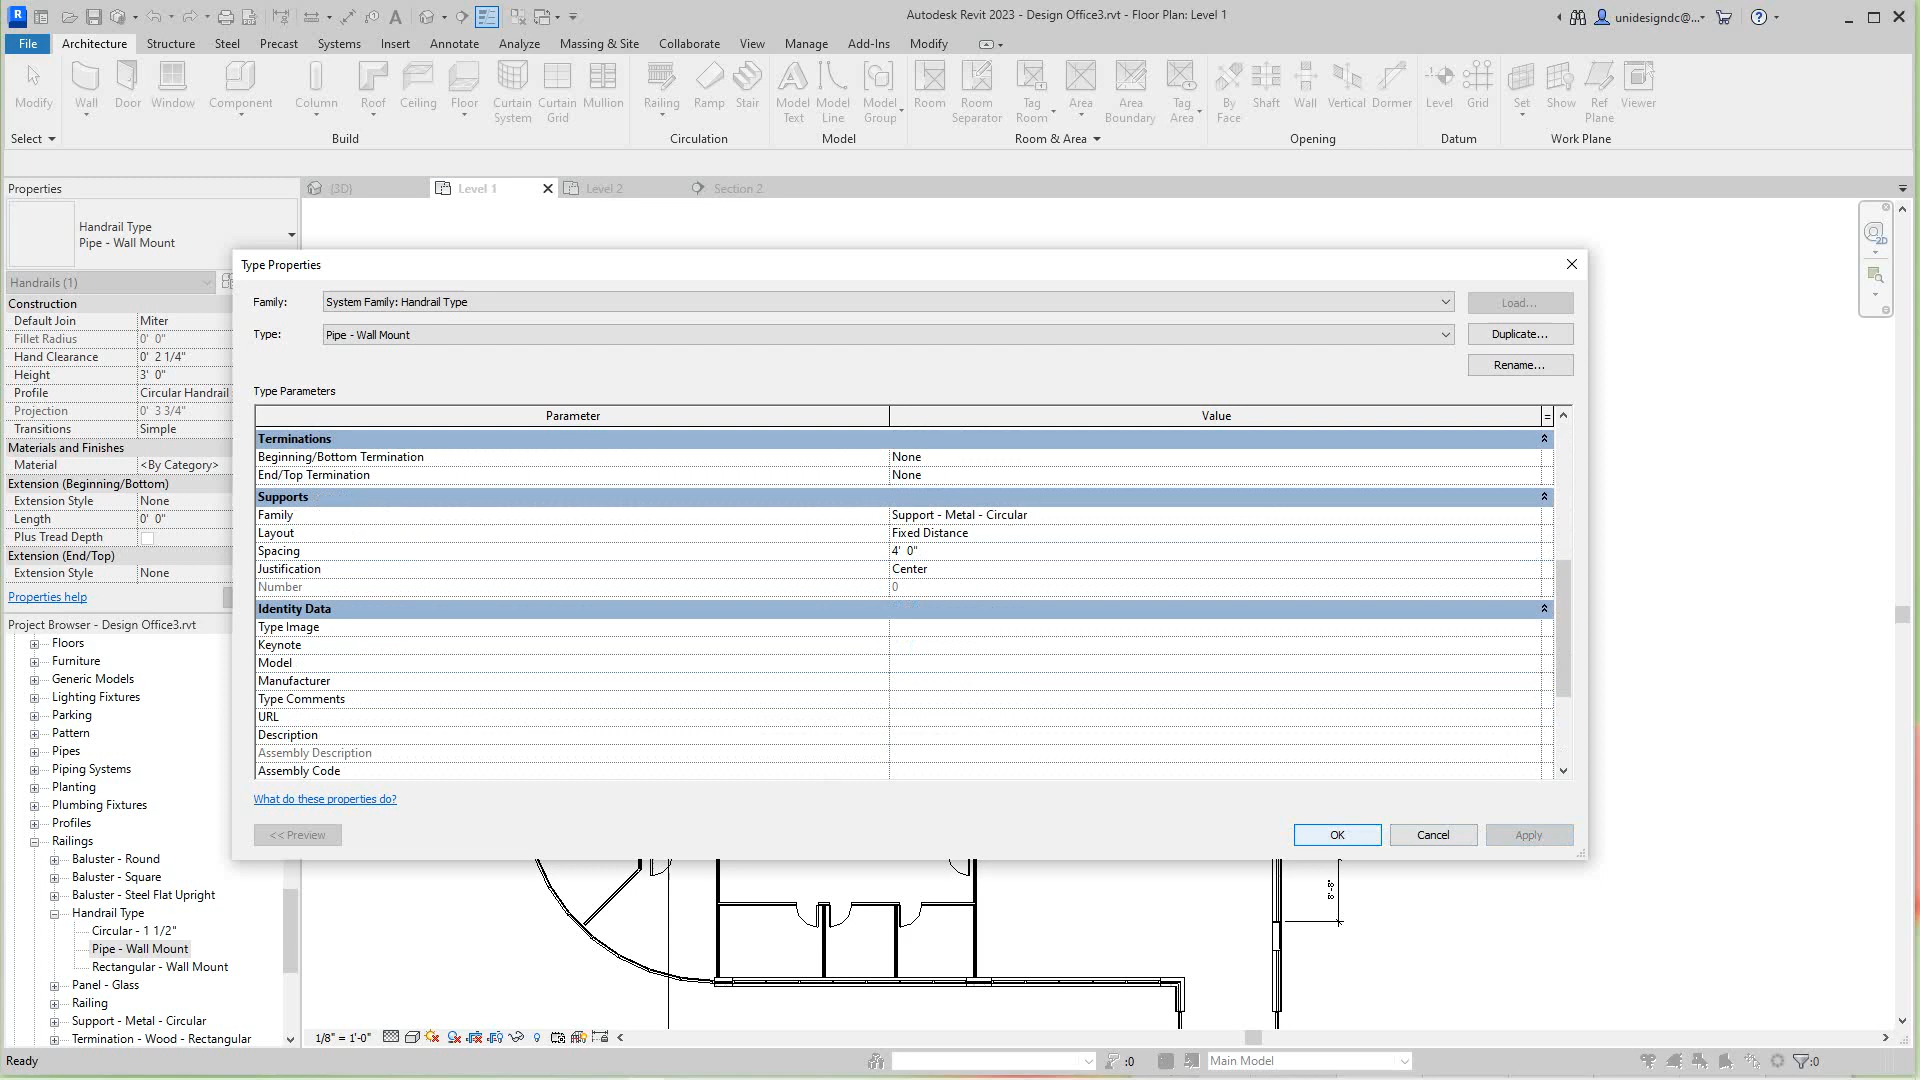 Autodesk Revit 2023 - Design Office3.rvt - Floor Plan: Level 1
unidesigndc@...
File Architecture Structure Steel Precast Systems Insert Annotate Analyze Massing & Site Collaborate View Manage Add-Ins Modify
Modify Wall Door Window Component Column Roof Ceiling Floor Curtain System Curtain Grid Mullion Railing Ramp Stair Model Text Model Line Model Group Room Room Separator Tag Room Area Area Boundary Tag Area By Face Shaft Wall Vertical Dormer Level Grid Set Show Ref Plane Viewer
Select Build Circulation Model Room & Area Opening Datum Work Plane
Properties
{3D} Level 1 Level 2 Section 2
Handrail Type
Pipe - Wall Mount
Handrails (1)
Construction
Default Join Miter
Fillet Radius 0' 0"
Hand Clearance 0' 2 1/4"
Height 3' 0"
Profile Circular Handrail
Projection 0' 3 3/4"
Transitions Simple
Materials and Finishes
Material <By Category>
Extension (Beginning/Bottom)
Extension Style None
Length 0' 0"
Plus Tread Depth
Extension (End/Top)
Extension Style None
Properties help
Project Browser - Design Office3.rvt
Floors
Furniture
Generic Models
Lighting Fixtures
Parking
Pattern
Pipes
Piping Systems
Planting
Plumbing Fixtures
Profiles
Railings
Baluster - Round
Baluster - Square
Baluster - Steel Flat Upright
Handrail Type
Circular - 1 1/2"
Pipe - Wall Mount
Rectangular - Wall Mount
Panel - Glass
Railing
Support - Metal - Circular
Termination - Wood - Rectangular
Type Properties
Family: System Family: Handrail Type Load...
Type: Pipe - Wall Mount Duplicate...
Rename...
Type Parameters
Parameter Value =
Terminations
Beginning/Bottom Termination None
End/Top Termination None
Supports
Family Support - Metal - Circular
Layout Fixed Distance
Spacing 4' 0"
Justification Center
Number 0
Identity Data
Type Image
Keynote
Model
Manufacturer
Type Comments
URL
Description
Assembly Description
Assembly Code
What do these properties do?
<< Preview OK Cancel Apply
1/8" = 1'-0"
Ready :0 Main Model :0